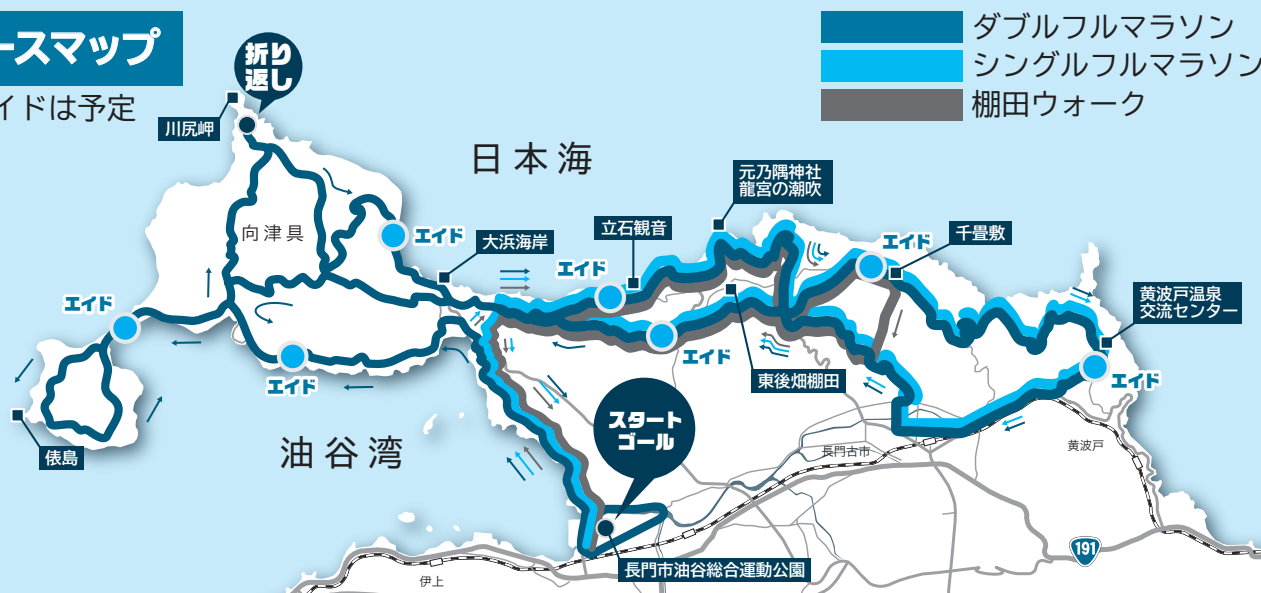 ースマップ
イドは予定
折り
返し
川尻岬
日本海
ダブルフルマラソン
シングルフルマラソン
棚田ウォーク
元乃隅神社
龍宮の潮吹
向津具
エイド
大浜海岸
立石観音
エイド
エイド
千畳敷
エイド
黄波戸温泉
交流センター
エイド
エイド
東後畑棚田
エイド
スタート
ゴール
俵島
油谷湾
長門古市
黄波戸
191
長門市油谷総合運動公園
伊上